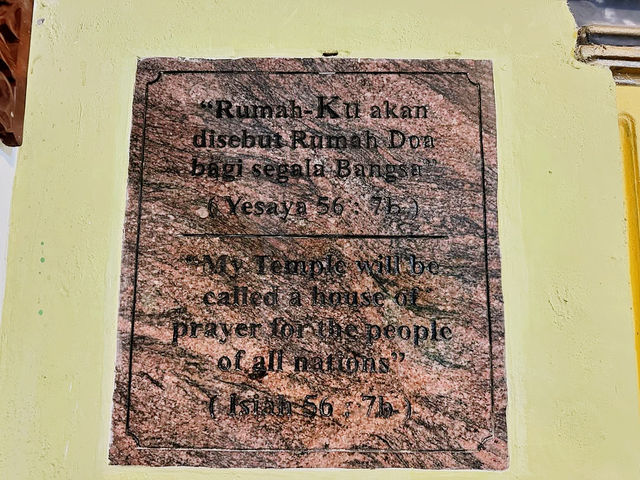 “Rumah-Ku akan
disebut Rumah Doa
bagi segala Bangsa”
( Yesaya 56 : 7b )
“My Temple will be
called a house of
prayer for the people
of all nations”
( Isiah 56 : 7b )